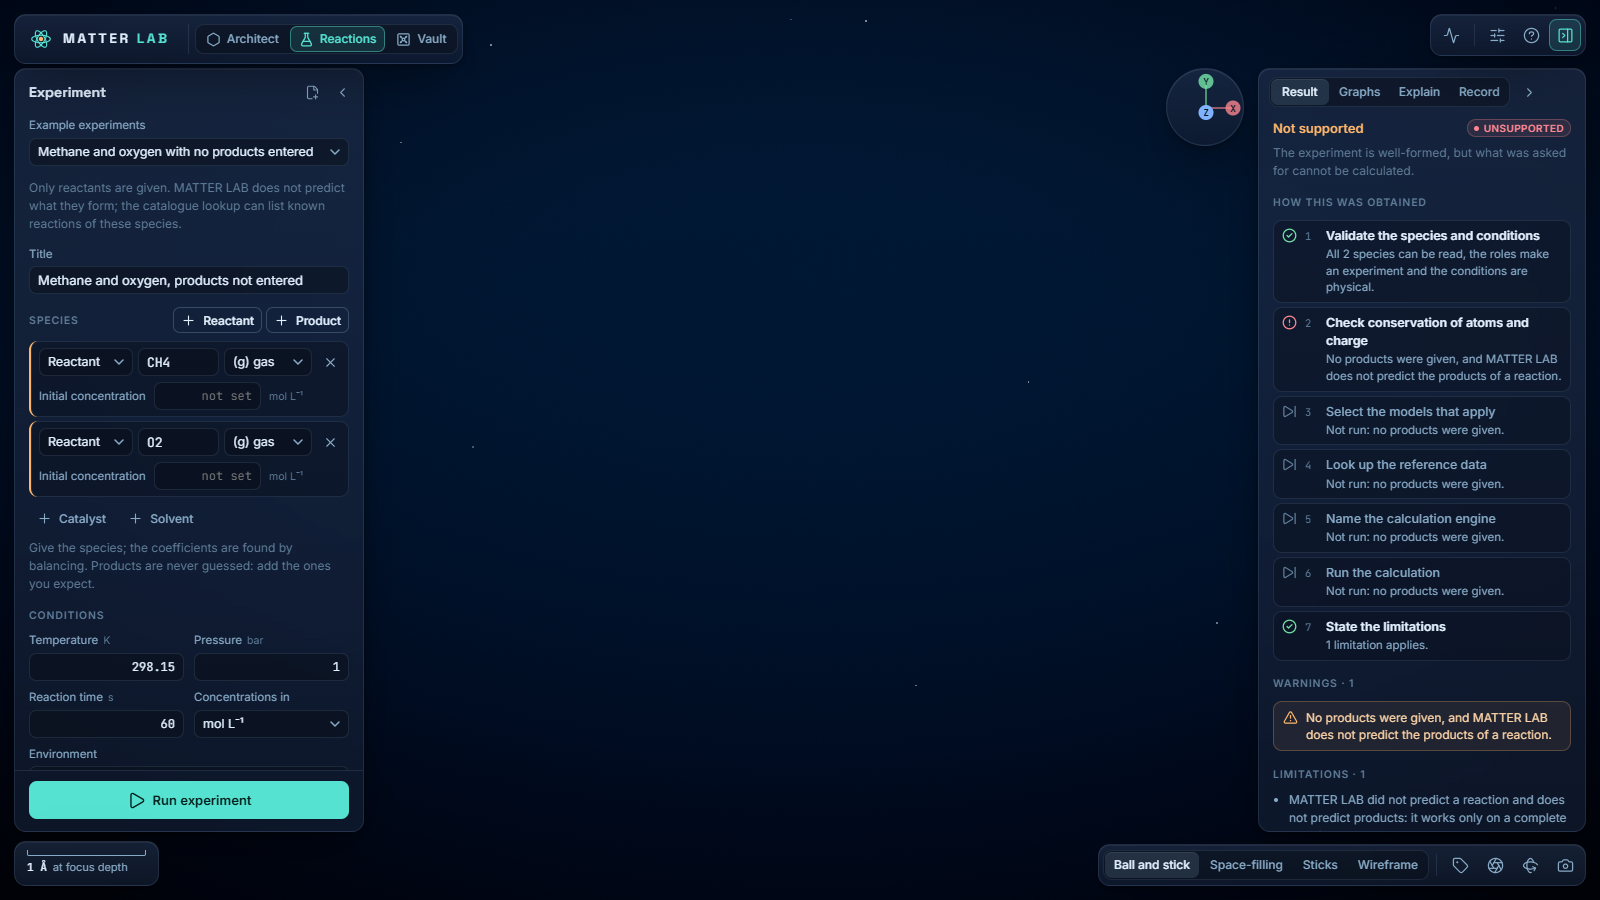 MATTER LAB
Architect
Reactions
Vault
Experiment
Example experiments
Methane and oxygen with no products entered
Only reactants are given. MATTER LAB does not predict
what they form; the catalogue lookup can list known
reactions of these species.
Title
Methane and oxygen, products not entered
SPECIES
Reactant
Product
Reactant
CH4
(g) gas
Initial concentration
not set
mol L⁻¹
Reactant
O2
(g) gas
Initial concentration
not set
mol L⁻¹
Catalyst
Solvent
Give the species; the coefficients are found by
balancing. Products are never guessed: add the ones
you expect.
CONDITIONS
Temperature K
Pressure bar
298.15
1
Reaction time s
Concentrations in
60
mol L⁻¹
Environment
Run experiment
1 Å at focus depth
Y
X
Z
Result
Graphs
Explain
Record
Not supported
UNSUPPORTED
The experiment is well-formed, but what was asked
for cannot be calculated.
HOW THIS WAS OBTAINED
1 Validate the species and conditions
All 2 species can be read, the roles make
an experiment and the conditions are
physical.
2 Check conservation of atoms and
charge
No products were given, and MATTER LAB
does not predict the products of a reaction.
3 Select the models that apply
Not run: no products were given.
4 Look up the reference data
Not run: no products were given.
5 Name the calculation engine
Not run: no products were given.
6 Run the calculation
Not run: no products were given.
7 State the limitations
1 limitation applies.
WARNINGS · 1
No products were given, and MATTER LAB
does not predict the products of a reaction.
LIMITATIONS · 1
• MATTER LAB did not predict a reaction and does
not predict products: it works only on a complete
Ball and stick
Space-filling
Sticks
Wireframe